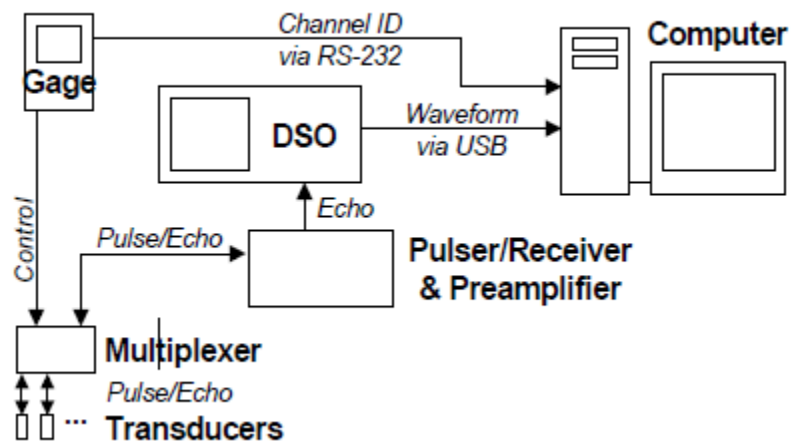 Channel ID
via RS-232
Computer
Gage
DSO
Waveform
via USB
Control
Echo
Pulse/Echo
Pulser/Receiver
& Preamplifier
Multiplexer
Pulse/Echo
... Transducers